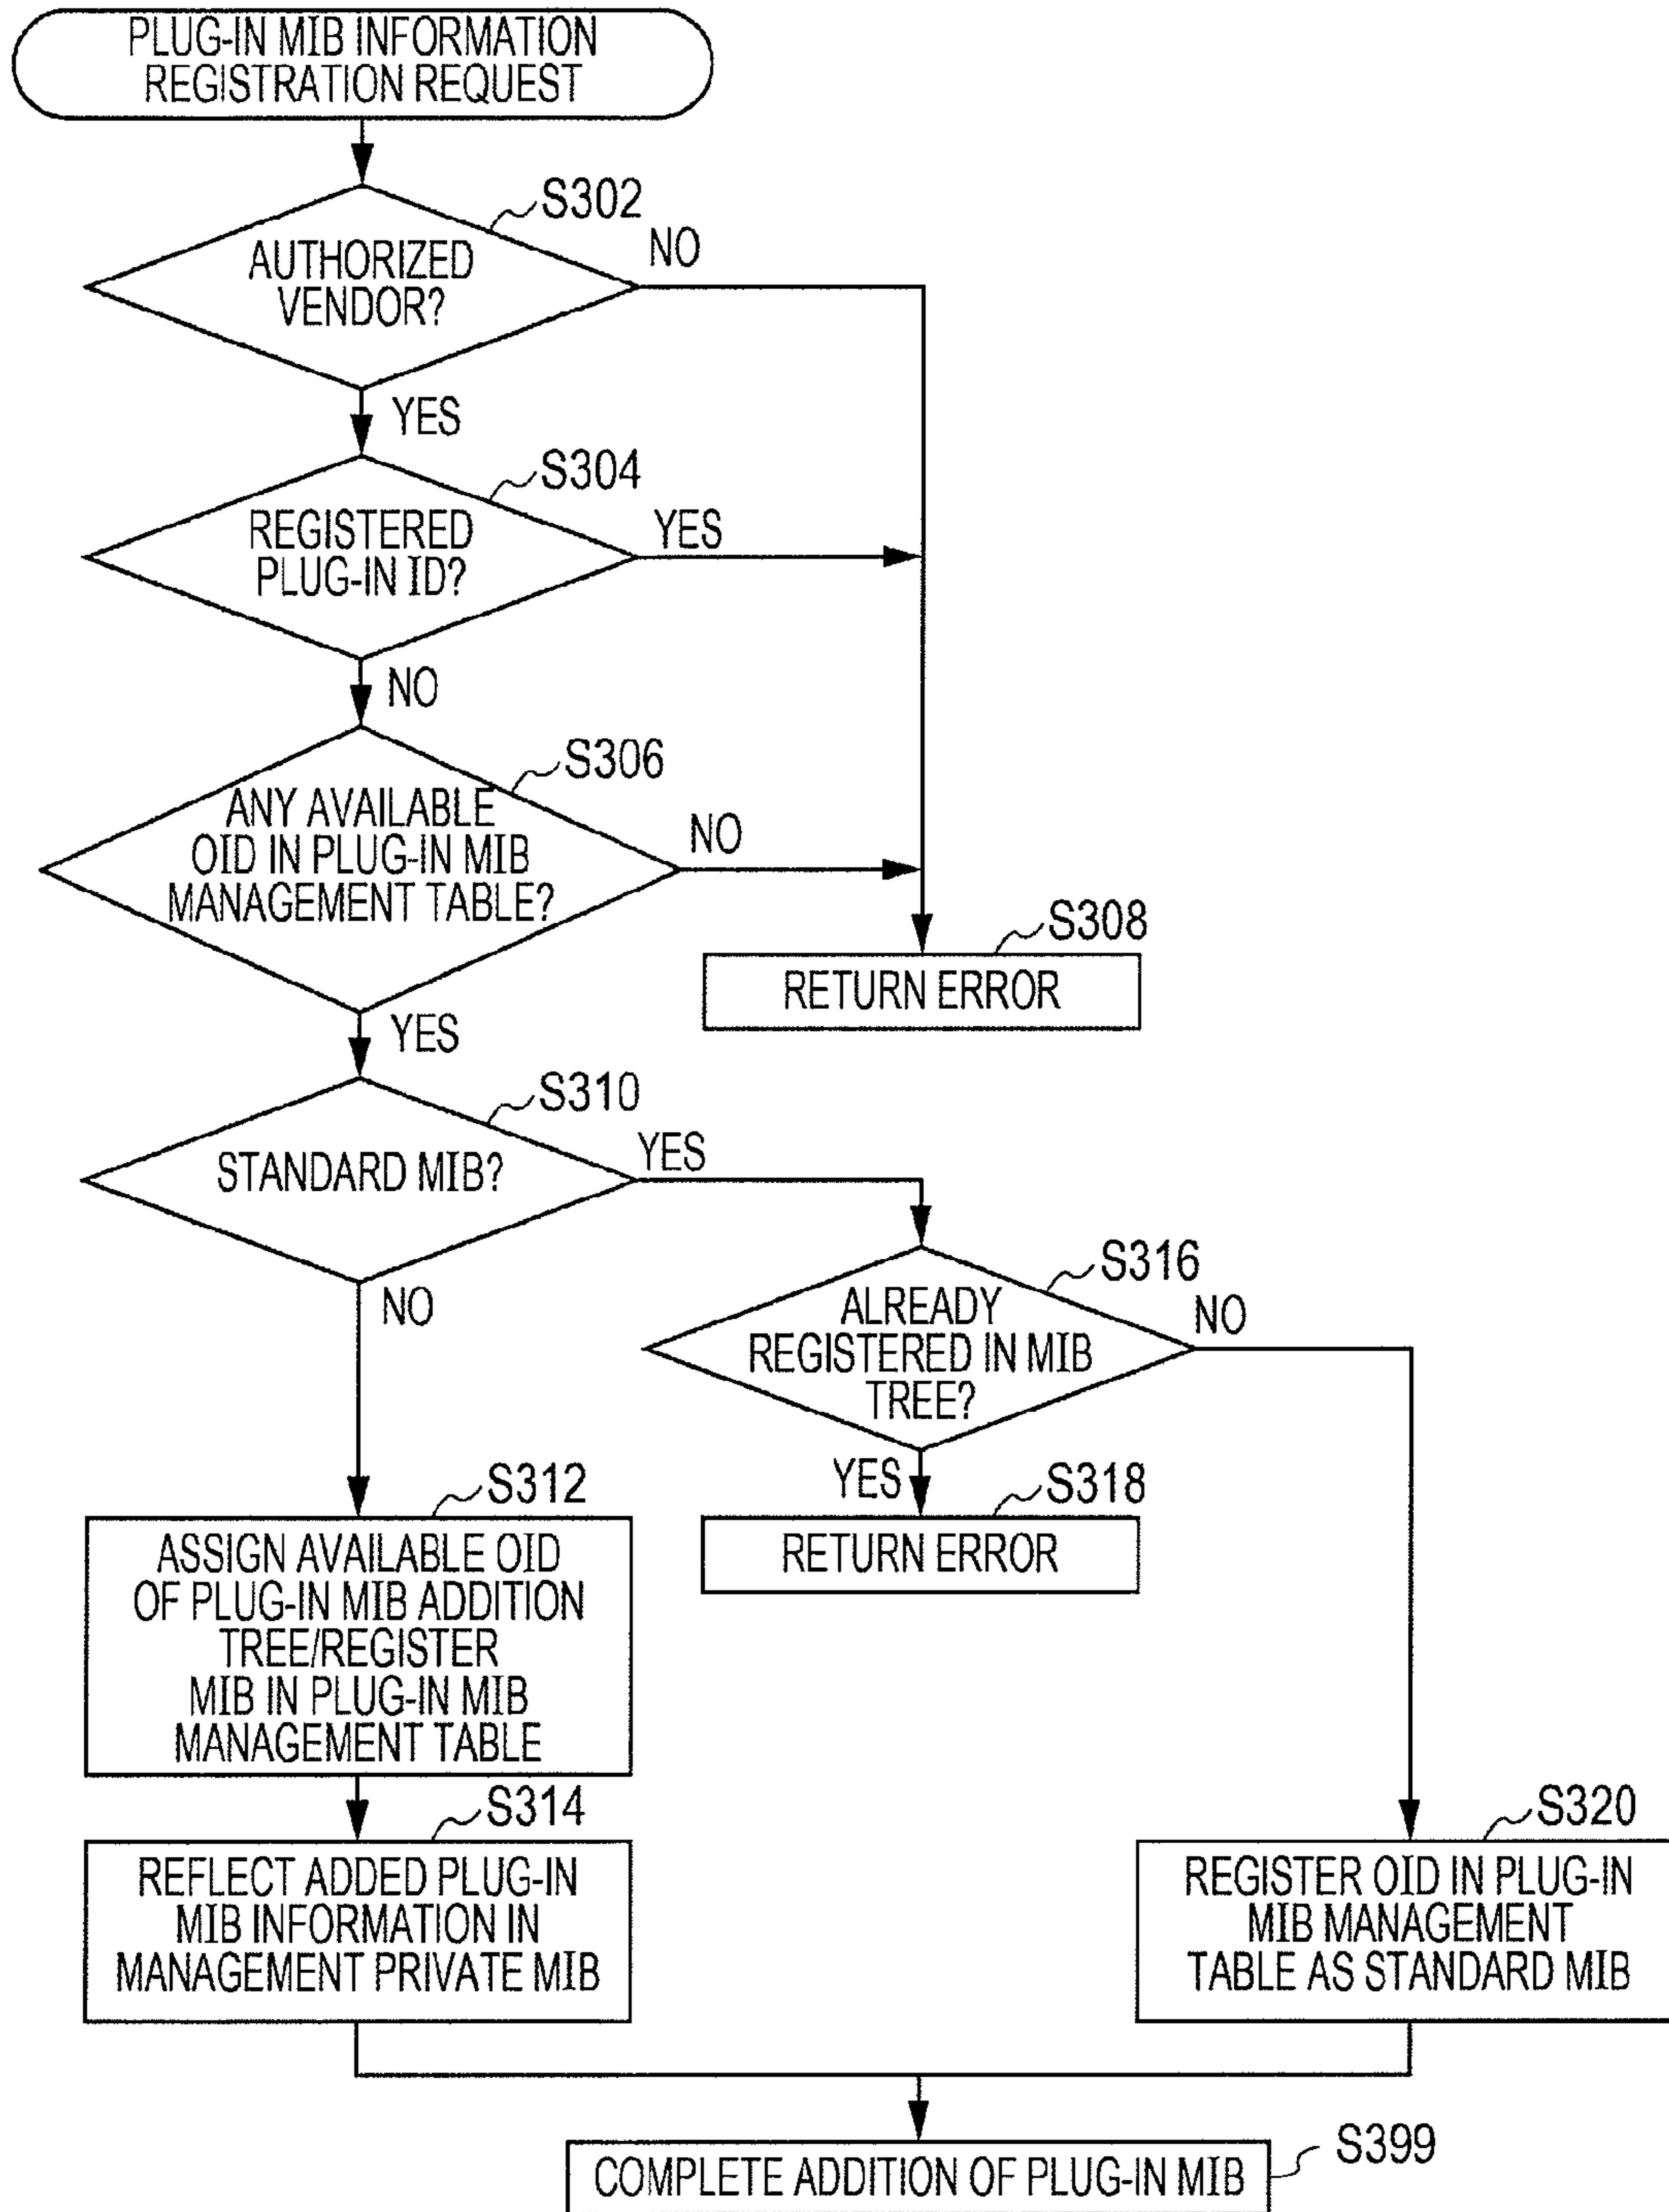 PLUG-IN MIB INFORMATION
REGISTRATION REQUEST
S302
AUTHORIZED
VENDOR?
NO
YES
S304
REGISTERED
PLUG-IN ID?
YES
NO
S306
ANY AVAILABLE
OID IN PLUG-IN MIB
MANAGEMENT TABLE?
NO
S308
RETURN ERROR
YES
S310
STANDARD MIB?
YES
NO
S316
ALREADY
REGISTERED IN MIB
TREE?
NO
YES
S318
RETURN ERROR
S312
ASSIGN AVAILABLE OID
OF PLUG-IN MIB ADDITION
TREE/REGISTER
MIB IN PLUG-IN MIB
MANAGEMENT TABLE
S314
REFLECT ADDED PLUG-IN
MIB INFORMATION IN
MANAGEMENT PRIVATE MIB
S320
REGISTER OID IN PLUG-IN
MIB MANAGEMENT
TABLE AS STANDARD MIB
S399
COMPLETE ADDITION OF PLUG-IN MIB